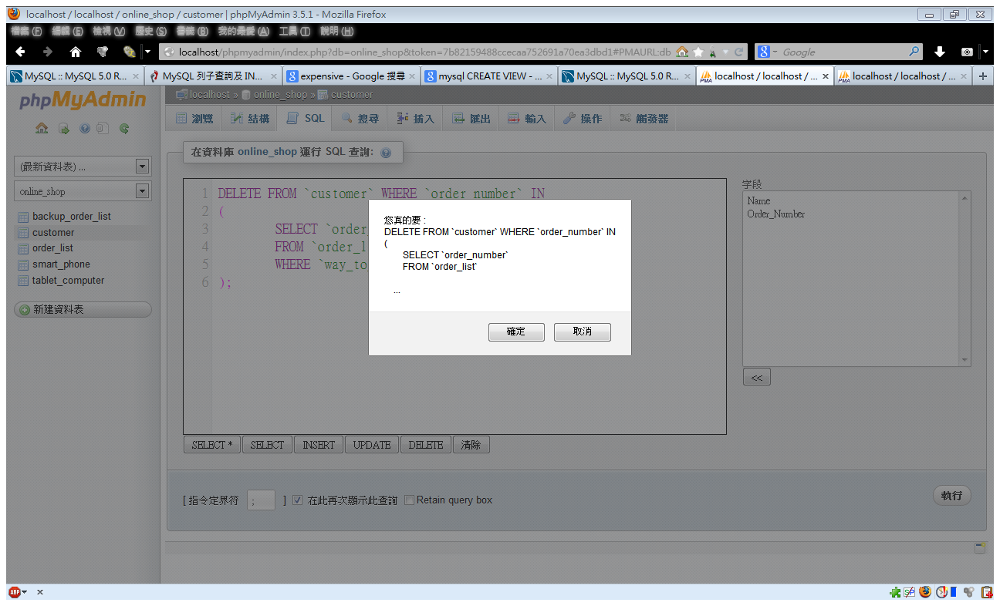 localhost / localhost / online_shop / customer | phpMyAdmin 3.5.1 - Mozilla Firefox
檔案 (F) 編輯 (E) 檢視 (V) 歷史 (S) 書籤 (B) 我的最愛 (A) 工具 (T) 說明 (H)
localhost/phpmyadmin/index.php?db=online_shop&token=7b82159488ccecaa752691a70ea3dbd1#PMAURL:db
Google
MySQL :: MySQL 5.0 R...
MySQL 列子查詢及 IN...
expensive - Google 搜尋
mysql CREATE VIEW - ...
MySQL :: MySQL 5.0 R...
localhost / localhost / ...
localhost / localhost / ...
phpMyAdmin
localhost » online_shop » customer
瀏覽 結構 SQL 搜尋 插入 匯出 輸入 操作 觸發器
(最新資料表) ...
online_shop
backup_order_list
customer
order_list
smart_phone
tablet_computer
新建資料表
在資料庫 online_shop 運行 SQL 查詢:
1 DELETE FROM `customer` WHERE `order_number` IN
2 (
3 SELECT `order
4 FROM `order_l
5 WHERE `way_to
6 );
字段
Name
Order_Number
<<
您真的要 :
DELETE FROM `customer` WHERE `order_number` IN
(
SELECT `order_number`
FROM `order_list`
...
確定 取消
SELECT * SELECT INSERT UPDATE DELETE 清除
[ 指令定界符 ; ] 在此再次顯示此查詢 Retain query box
執行
ABP